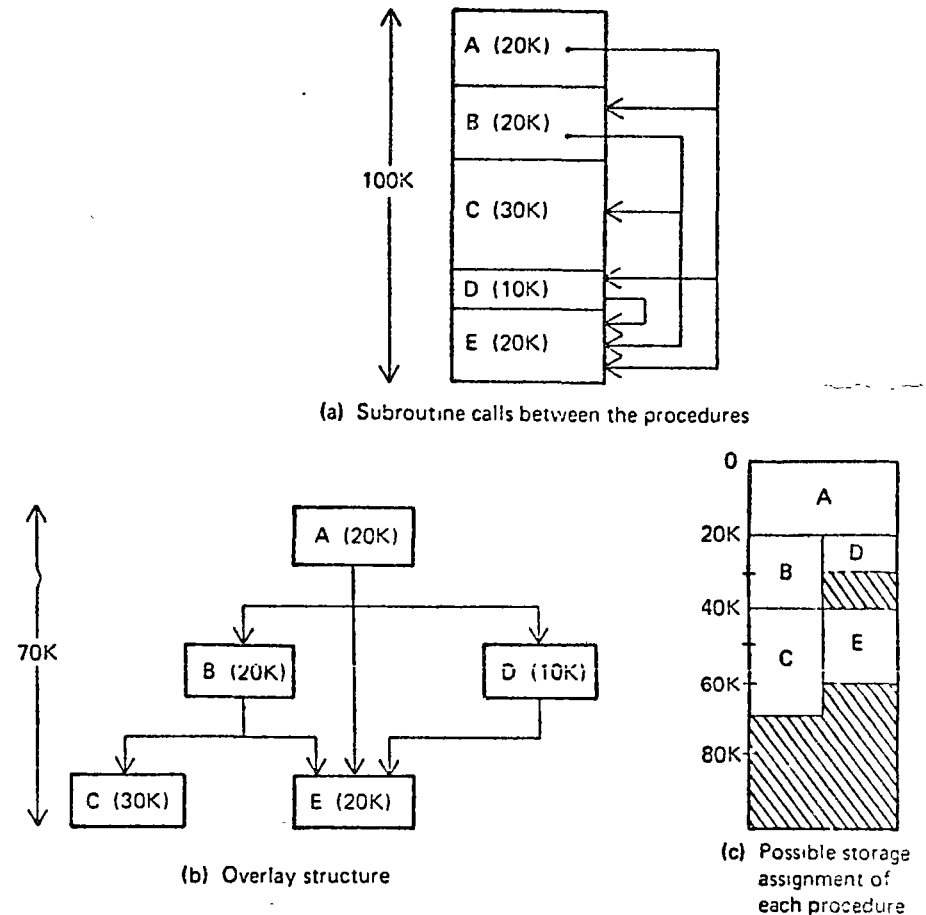 A (20K)
B (20K)
100K
C (30K)
D (10K)
E (20K)
(a) Subroutine calls between the procedures
A (20K)
70K
B (20K)
D (10K)
C (30K)
E (20K)
(b) Overlay structure
0
A
20K
D
B
40K
E
C
60K
80K
(c) Possible storage
assignment of
each procedure